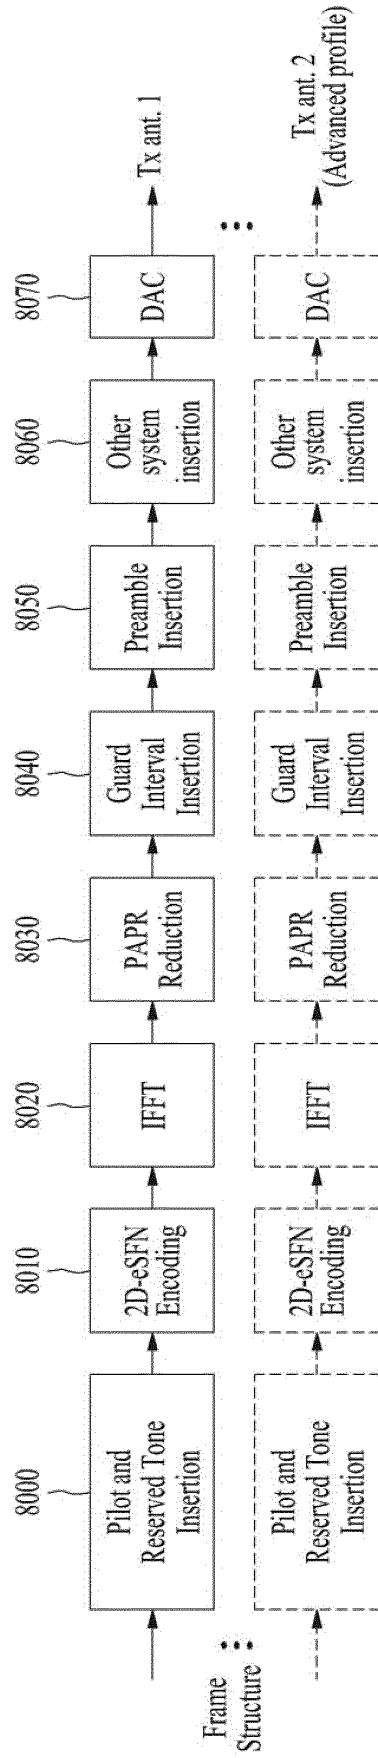 8000
8010
8020
8030
8040
8050
8060
8070
Frame
Structure
Pilot and
Reserved Tone
Insertion
2D-eSFN
Encoding
IFFT
PAPR
Reduction
Guard
Interval
Insertion
Preamble
Insertion
Other
system
insertion
DAC
Tx ant. 1
Pilot and
Reserved Tone
Insertion
2D-eSFN
Encoding
IFFT
PAPR
Reduction
Guard
Interval
Insertion
Preamble
Insertion
Other
system
insertion
DAC
Tx ant. 2
(Advanced profile)